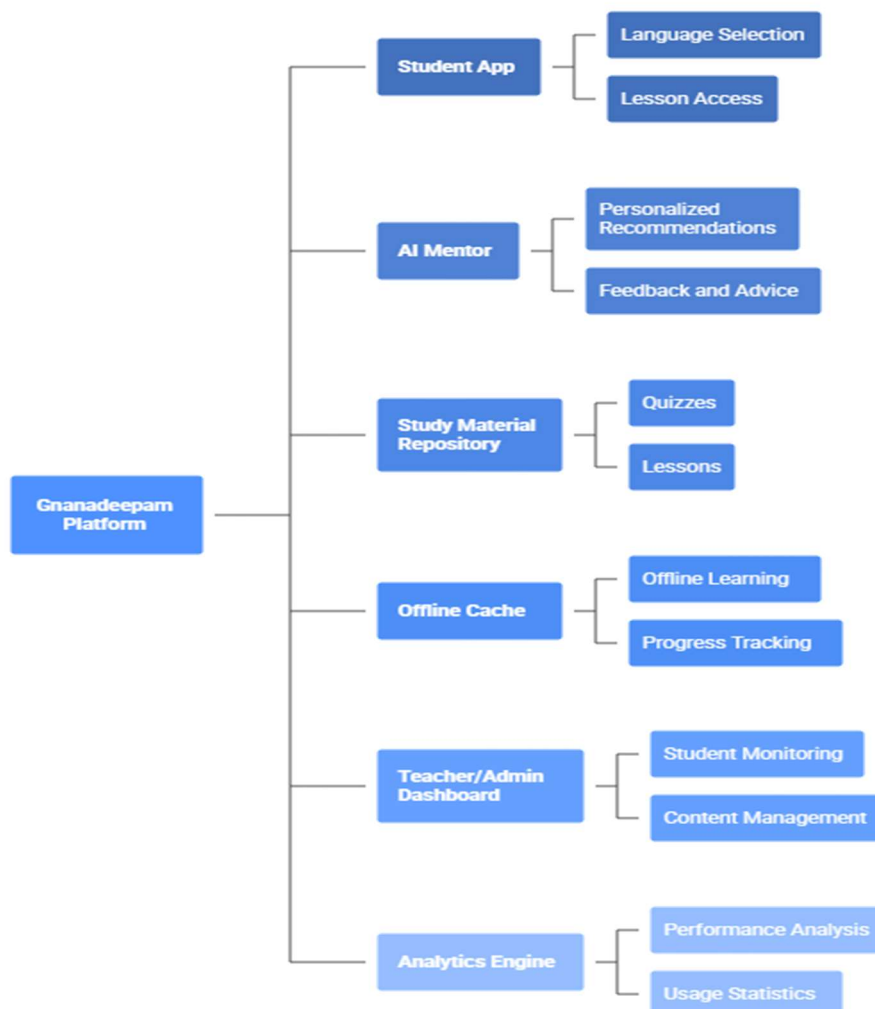 Student App
Language Selection
Lesson Access
AI Mentor
Personalized
Recommendations
Feedback and Advice
Study Material
Repository
Quizzes
Lessons
Gnanadeepam
Platform
Offline Cache
Offline Learning
Progress Tracking
Teacher/Admin
Dashboard
Student Monitoring
Content Management
Analytics Engine
Performance Analysis
Usage Statistics